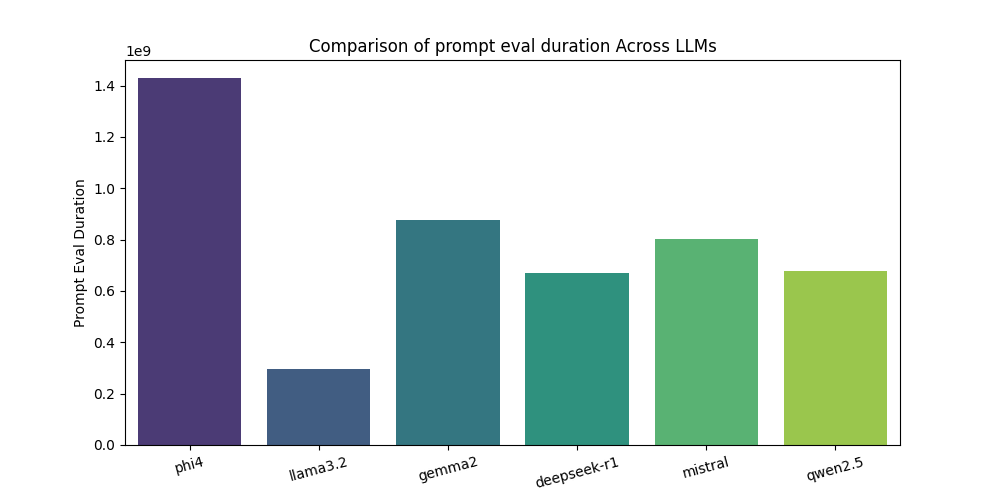 Comparison of prompt eval duration Across LLMs
1e9
1.4
1.2
1.0
0.8
0.6
0.4
0.2
0.0
Prompt Eval Duration
phi4
llama3.2
gemma2
deepseek-r1
mistral
qwen2.5